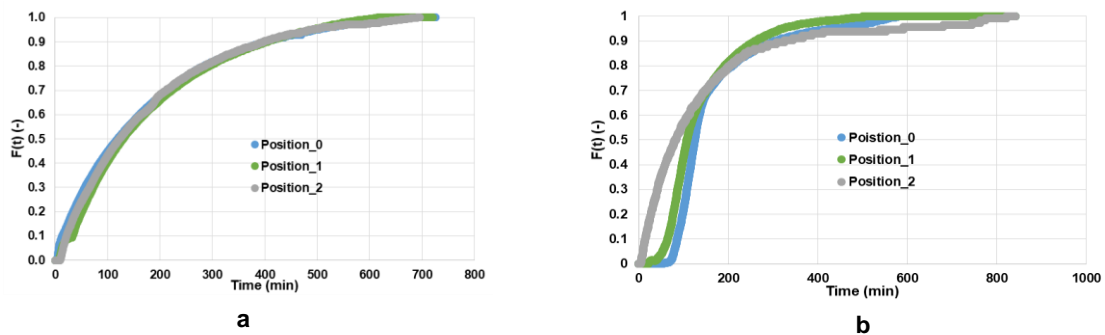 1.0
0.9
0.8
0.7
0.6
0.5
0.4
0.3
0.2
0.1
0.0
F(t) (-)
Position_0
Position_1
Position_2
0 100 200 300 400 500 600 700 800
Time (min)
a
1
0.9
0.8
0.7
0.6
0.5
0.4
0.3
0.2
0.1
0
F(t) (-)
Poistion_0
Position_1
Position_2
0 200 400 600 800 1000
Time (min)
b